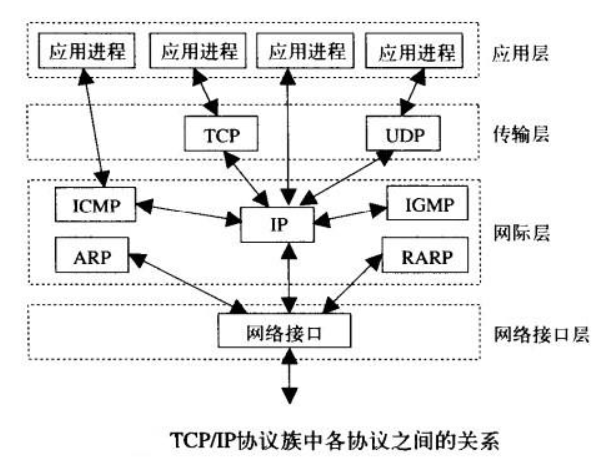 应用进程 应用进程 应用进程 应用进程 应用层
TCP UDP 传输层
ICMP IP IGMP 网际层
ARP RARP
网络接口 网络接口层
TCP/IP协议族中各协议之间的关系